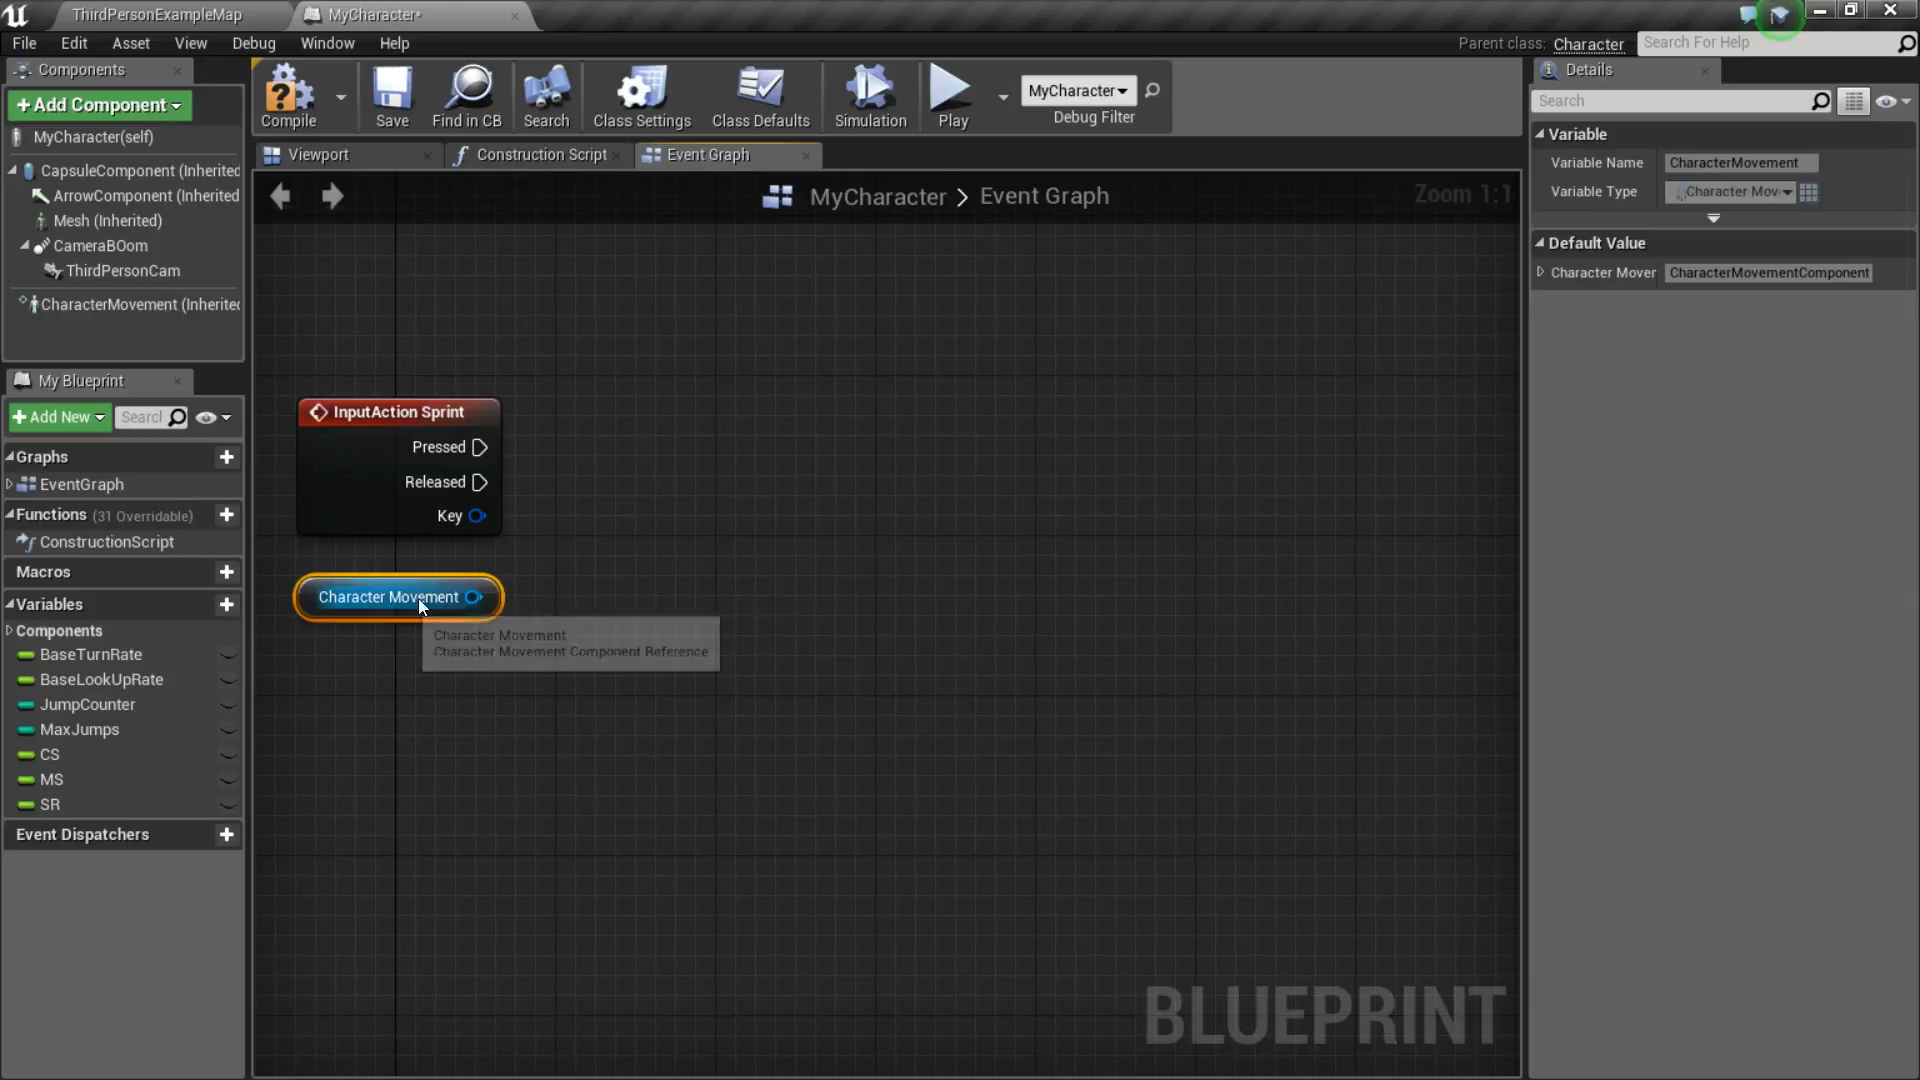 ThirdPersonExampleMap
MyCharacter*
File Edit Asset View Debug Window Help
Parent class: Character
Search For Help
Components
+Add Component
MyCharacter(self)
CapsuleComponent (Inherited
ArrowComponent (Inherited
Mesh (Inherited)
CameraBOom
ThirdPersonCam
CharacterMovement (Inherited
Compile
Save
Find in CB
Search
Class Settings
Class Defaults
Simulation
Play
MyCharacter
Debug Filter
Viewport
Construction Script
Event Graph
MyCharacter > Event Graph
Zoom 1:1
InputAction Sprint
Pressed
Released
Key
Character Movement
Character Movement
Character Movement Component Reference
BLUEPRINT
My Blueprint
+Add New
Search
Graphs
EventGraph
Functions (31 Overridable)
ConstructionScript
Macros
Variables
Components
BaseTurnRate
BaseLookUpRate
JumpCounter
MaxJumps
CS
MS
SR
Event Dispatchers
Details
Search
Variable
Variable Name CharacterMovement
Variable Type Character Mov
Default Value
Character Mover CharacterMovementComponent